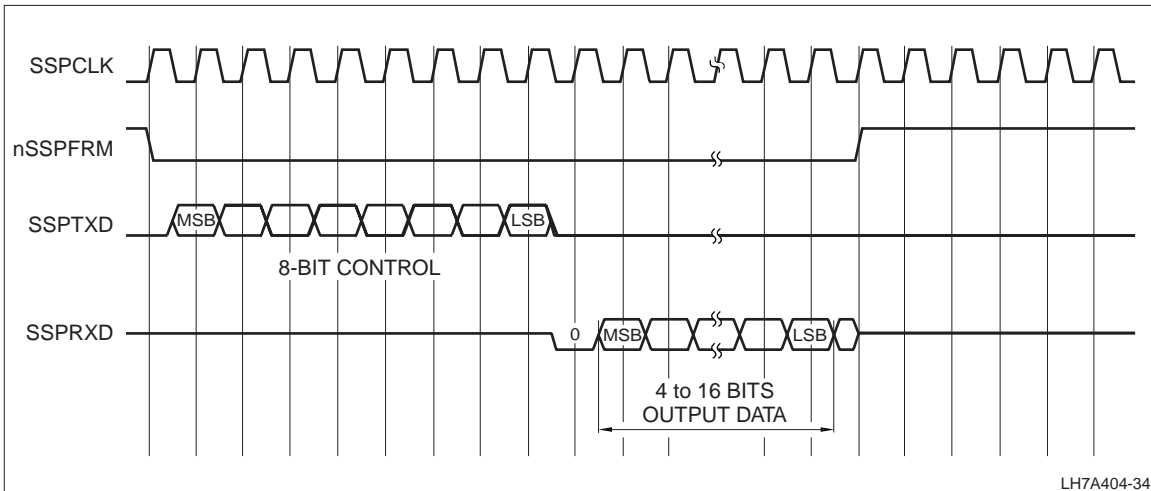 SSPCLK
nSSPFRM
SSPTXD
MSB
LSB
8-BIT CONTROL
SSPRXD
0
MSB
LSB
4 to 16 BITS
OUTPUT DATA
LH7A404-34